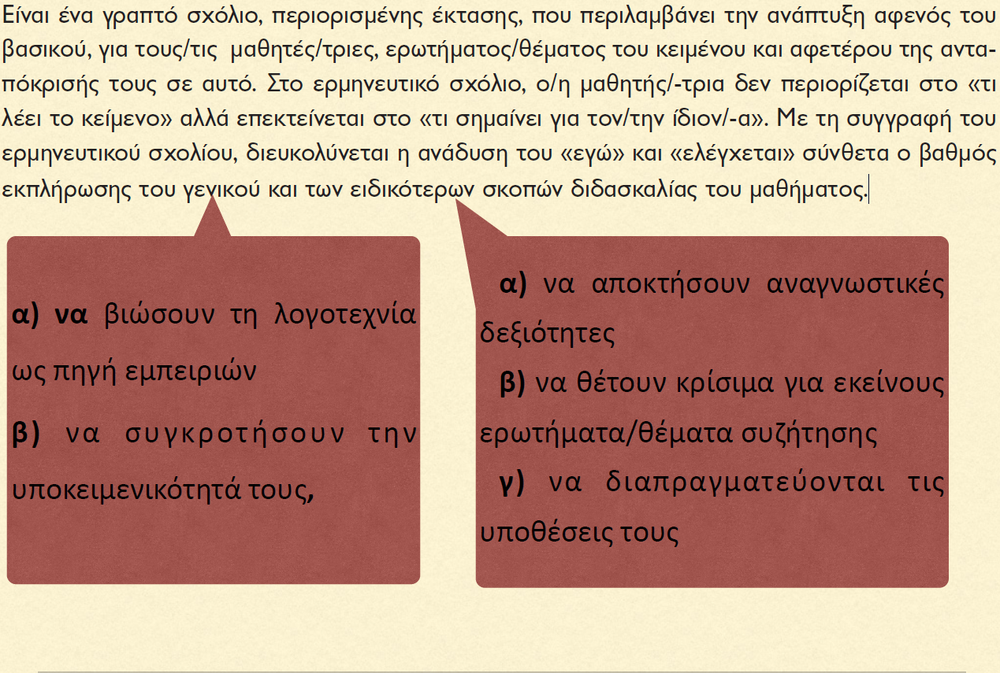 Είναι ένα γραπτό σχόλιο, περιορισμένης έκτασης, που περιλαμβάνει την ανάπτυξη αφενός του
βασικού, για τους/τις μαθητές/τριες, ερωτήματος/θέματος του κειμένου και αφετέρου της αντα-
πόκρισής τους σε αυτό. Στο ερμηνευτικό σχόλιο, ο/η μαθητής/-τρια δεν περιορίζεται στο «τι
λέει το κείμενο» αλλά επεκτείνεται στο «τι σημαίνει για τον/την ίδιον/-α». Με τη συγγραφή του
ερμηνευτικού σχολίου, διευκολύνεται η ανάδυση του «εγώ» και «ελέγχεται» σύνθετα ο βαθμός
εκπλήρωσης του γενικού και των ειδικότερων σκοπών διδασκαλίας του μαθήματος.
α) να βιώσουν τη λογοτεχνία
ως πηγή εμπειριών
β) να συγκροτήσουν την
υποκειμενικότητά τους,
α) να αποκτήσουν αναγνωστικές
δεξιότητες
β) να θέτουν κρίσιμα για εκείνους
ερωτήματα/θέματα συζήτησης
γ) να διαπραγματεύονται τις
υποθέσεις τους